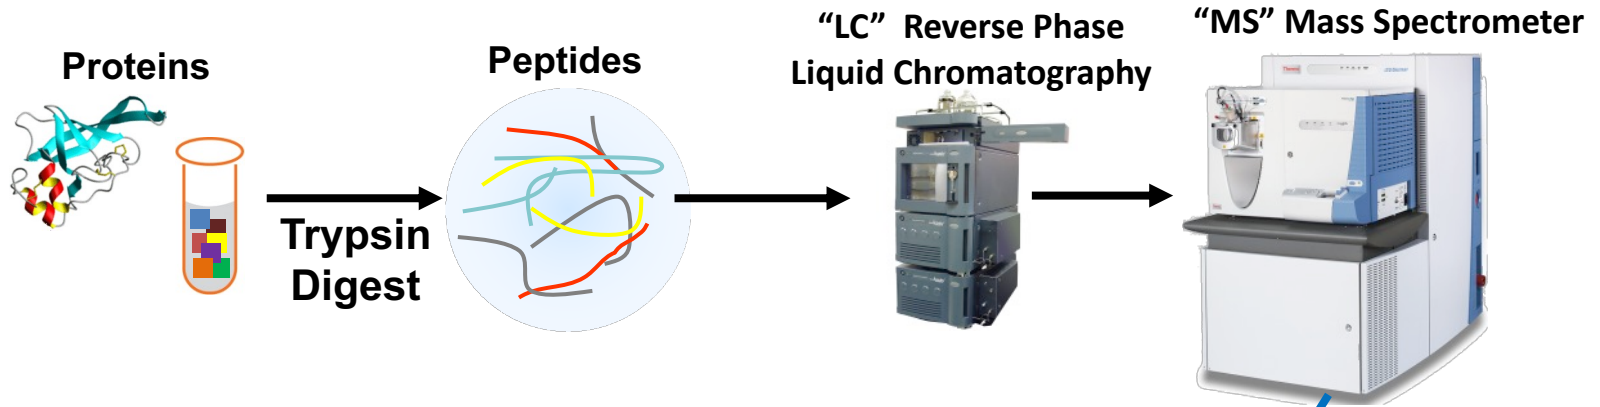 Proteins
Trypsin
Digest
Peptides
“LC”  Reverse Phase
Liquid Chromatography
“MS” Mass Spectrometer